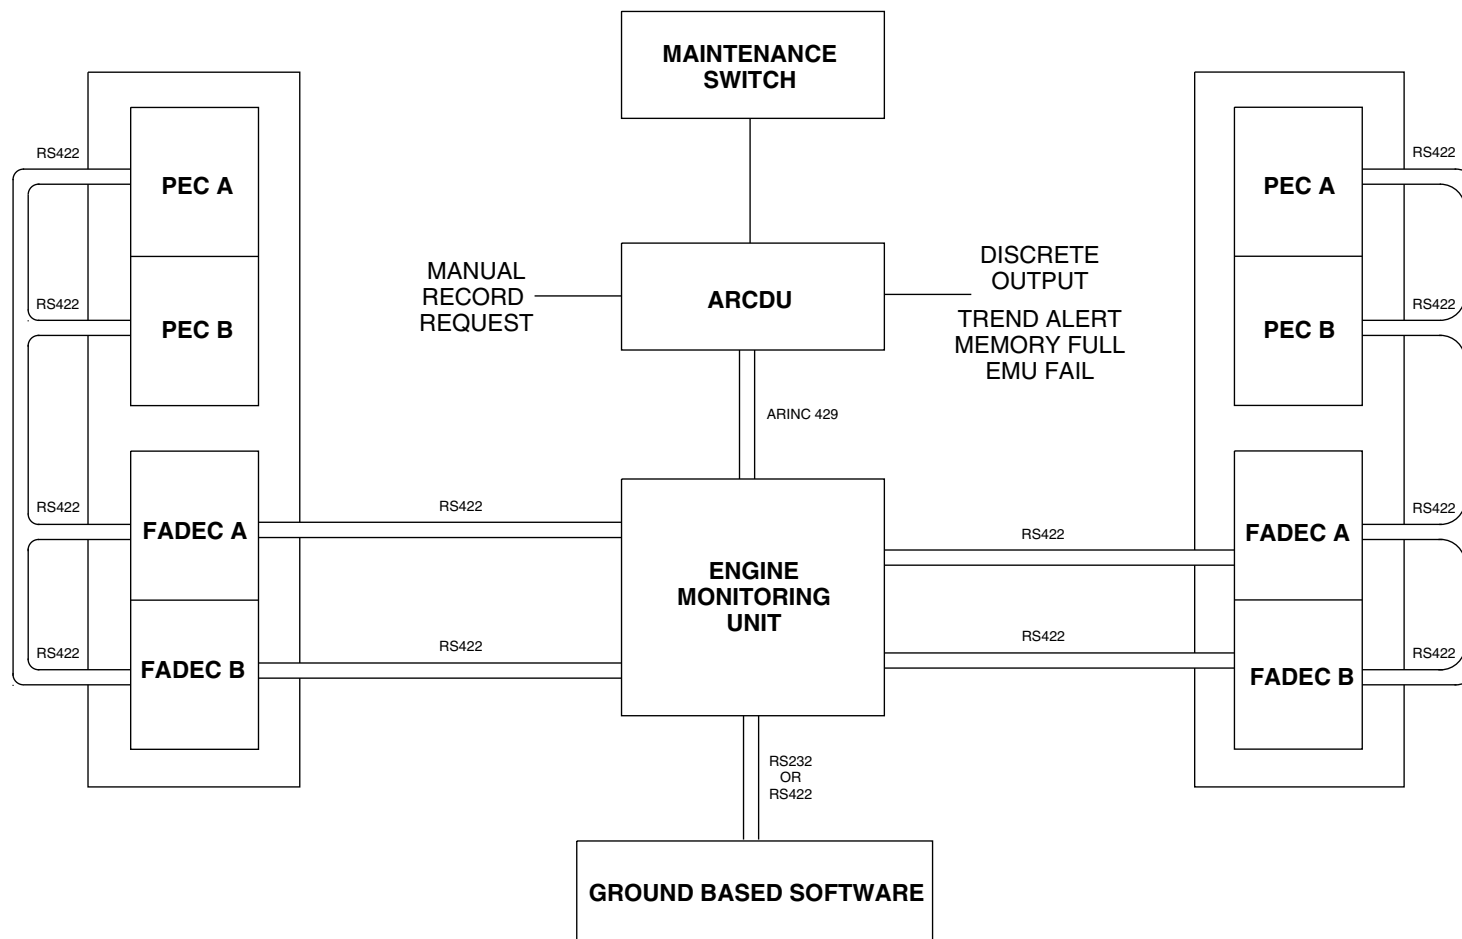 MAINTENANCE
SWITCH
RS422
PEC A
RS422
PEC B
RS422
FADEC A
RS422
FADEC B
MANUAL
RECORD
REQUEST
ARCDU
DISCRETE
OUTPUT
TREND ALERT
MEMORY FULL
EMU FAIL
ARINC 429
RS422
RS422
ENGINE
MONITORING
UNIT
RS422
RS422
PEC A
RS422
PEC B
RS422
FADEC A
RS422
FADEC B
RS422
RS232
OR
RS422
GROUND BASED SOFTWARE